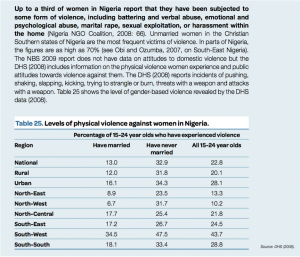 Up to a third of women in Nigeria report that they have been subjected to
some form of violence, including battering and verbal abuse, emotional and
psychological abuse, marital rape, sexual exploitation, or harassment within
the home (Nigeria NGO Coalition, 2008: 66). Unmarried women in the Christian
Southern states of Nigeria are the most frequent victims of violence. In parts of Nigeria,
the figures are as high as 70% (see Obi and Ozumba, 2007, on South-East Nigeria).
The NBS 2009 report does not have data on attitudes to domestic violence but the
DHS (2008) includes information on the physical violence women experience and public
attitudes towards violence against them. The DHS (2008) reports incidents of pushing,
shaking, slapping, kicking, trying to strangle or burn, threats with a weapon and attacks
with a weapon. Table 25 shows the level of gender-based violence revealed by the DHS
data (2008).
Table 25. Levels of physical violence against women in Nigeria.
Percentage of 15-24 year olds who have experienced violence
Region Have married Have never married All 15-24 year olds
National 13.0 32.9 22.8
Rural 12.0 31.8 20.1
Urban 16.1 34.3 28.1
North-East 8.9 23.5 13.3
North-West 6.7 31.7 10.2
North-Central 17.7 25.4 21.8
South-East 17.2 26.7 24.5
South-West 34.5 47.5 43.7
South-South 18.1 33.4 28.8
Source: DHS (2008).